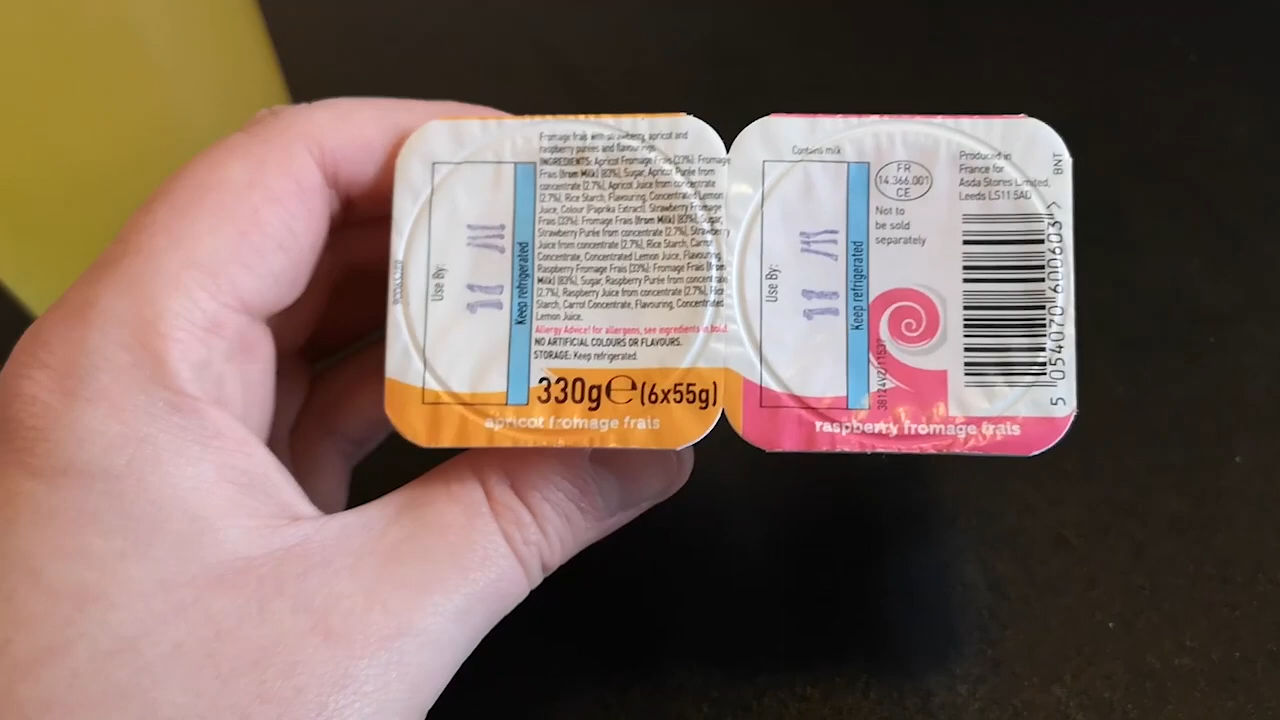 Fromage frais with strawberry, apricot and
raspberry purées and flavourings.
INGREDIENTS: Apricot Fromage Frais (33%): Fromage
Frais (from Milk) (83%), Sugar, Apricot Purée from
concentrate (2.7%), Apricot Juice from concentrate
(2.7%), Rice Starch, Flavouring, Concentrated Lemon
Juice, Colour (Paprika Extract). Strawberry Fromage
Frais (33%): Fromage Frais (from Milk) (83%), Sugar,
Strawberry Purée from concentrate (2.7%), Strawberry
Juice from concentrate (2.7%), Rice Starch, Carrot
Concentrate, Concentrated Lemon Juice, Flavouring.
Raspberry Fromage Frais (33%): Fromage Frais (from
Milk) (83%), Sugar, Raspberry Purée from concentrate
(2.7%), Raspberry Juice from concentrate (2.7%), Rice
Starch, Carrot Concentrate, Flavouring, Concentrated
Lemon Juice.
Allergy Advice! for allergens, see ingredients in bold.
NO ARTIFICIAL COLOURS OR FLAVOURS.
STORAGE: Keep refrigerated.
330g℮(6x55g)
apricot fromage frais
Use By:
Keep refrigerated
Contains milk
Use By:
Keep refrigerated
FR
14.366.001
CE
Not to
be sold
separately
Produced in
France for
Asda Stores Limited,
Leeds LS11 5AD
BNT
5 054070 600603 >
raspberry fromage frais